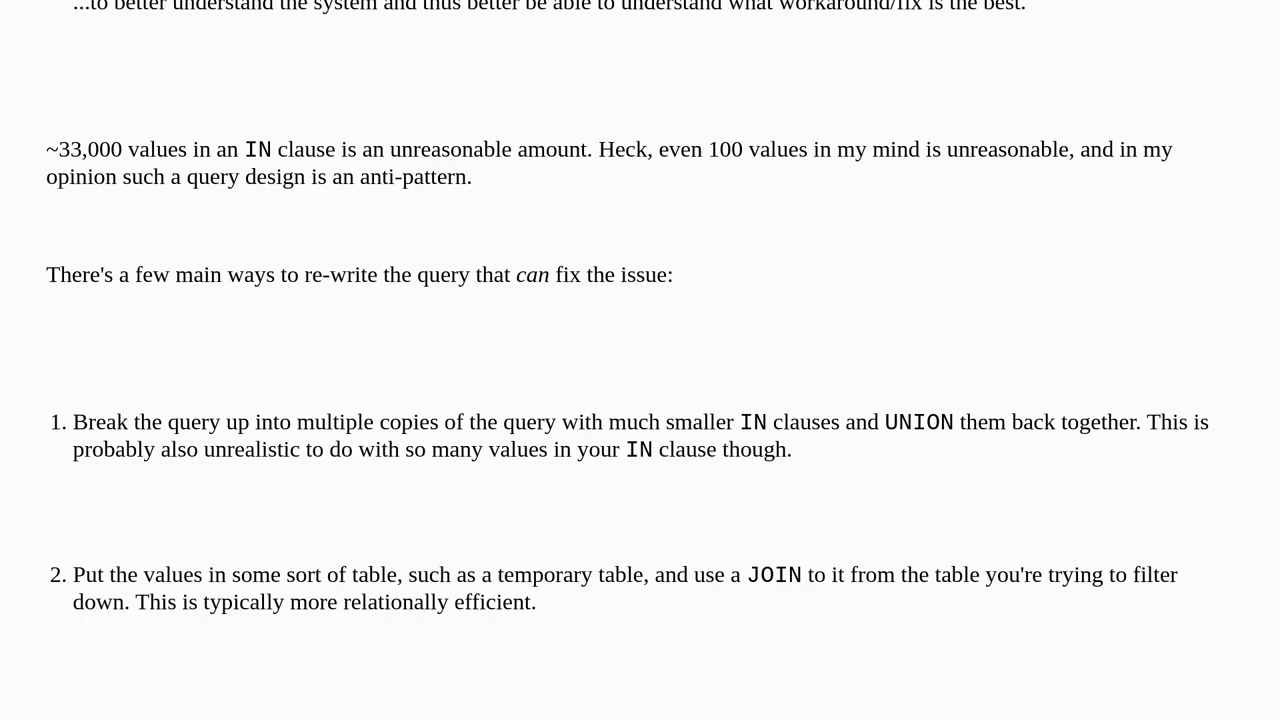 ...to better understand the system and thus better be able to understand what workaround/fix is the best.
~33,000 values in an IN clause is an unreasonable amount. Heck, even 100 values in my mind is unreasonable, and in my
opinion such a query design is an anti-pattern.
There's a few main ways to re-write the query that can fix the issue:
1. Break the query up into multiple copies of the query with much smaller IN clauses and UNION them back together. This is
probably also unrealistic to do with so many values in your IN clause though.
2. Put the values in some sort of table, such as a temporary table, and use a JOIN to it from the table you're trying to filter
down. This is typically more relationally efficient.